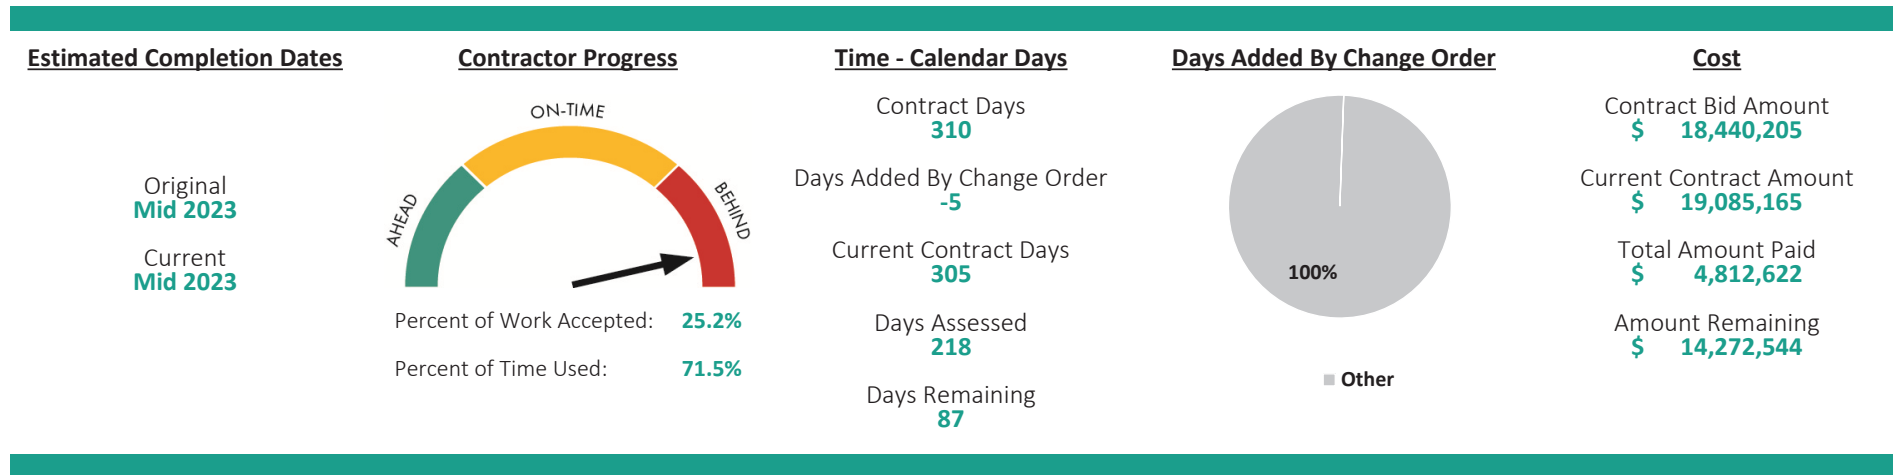 Estimated Completion Dates
Original
Mid 2023
Current
Mid 2023
Contractor Progress
AHEAD
ON-TIME
BEHIND
Percent of Work Accepted: 25.2%
Percent of Time Used: 71.5%
Time - Calendar Days
Contract Days
310
Days Added By Change Order
-5
Current Contract Days
305
Days Assessed
218
Days Remaining
87
Days Added By Change Order
100%
Other
Cost
Contract Bid Amount
$ 18,440,205
Current Contract Amount
$ 19,085,165
Total Amount Paid
$ 4,812,622
Amount Remaining
$ 14,272,544